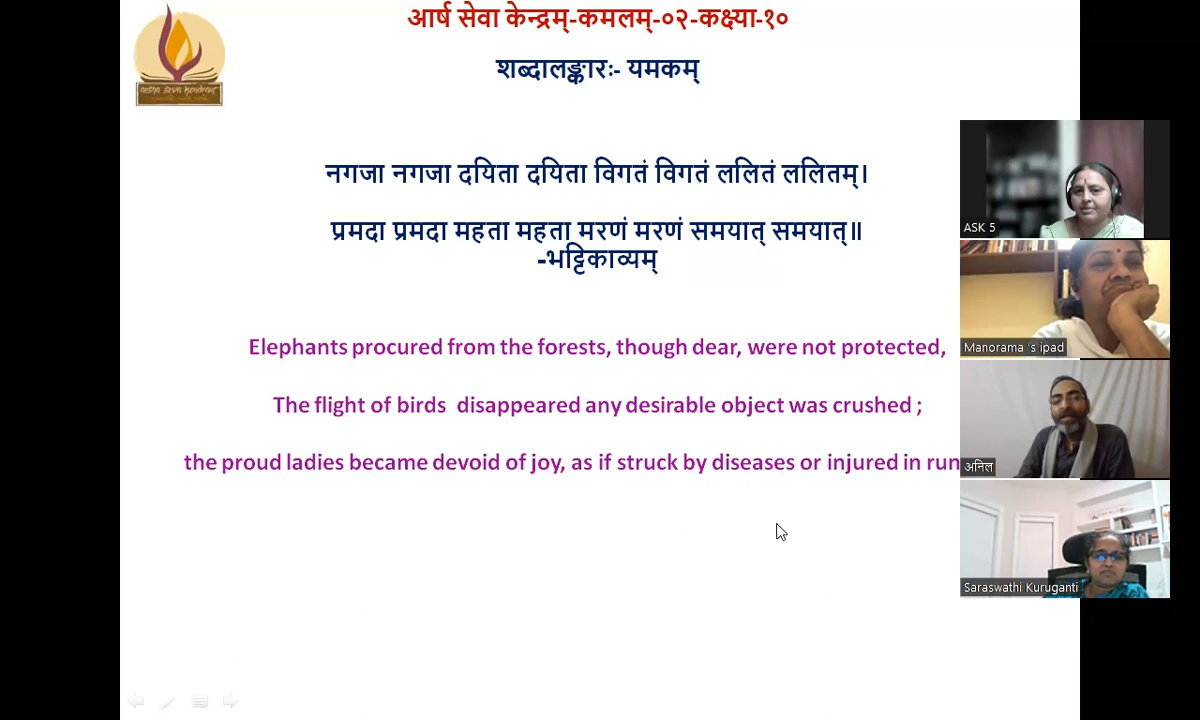 आर्ष सेवा केन्द्रम्-कमलम्-०२-कक्ष्या-१०
शब्दालङ्कारः- यमकम्
नगजा नगजा दयिता दयिता विगतं विगतं ललितं ललितम्।
प्रमदा प्रमदा महता महता मरणं मरणं समयात् समयात्॥
-भट्टिकाव्यम्
Elephants procured from the forests, though dear, were not protected,
The flight of birds disappeared any desirable object was crushed ;
the proud ladies became devoid of joy, as if struck by diseases or injured in run
arsha seva kendram
ASK 5
Manorama 's ipad
अनिल
Saraswathi Kuruganti